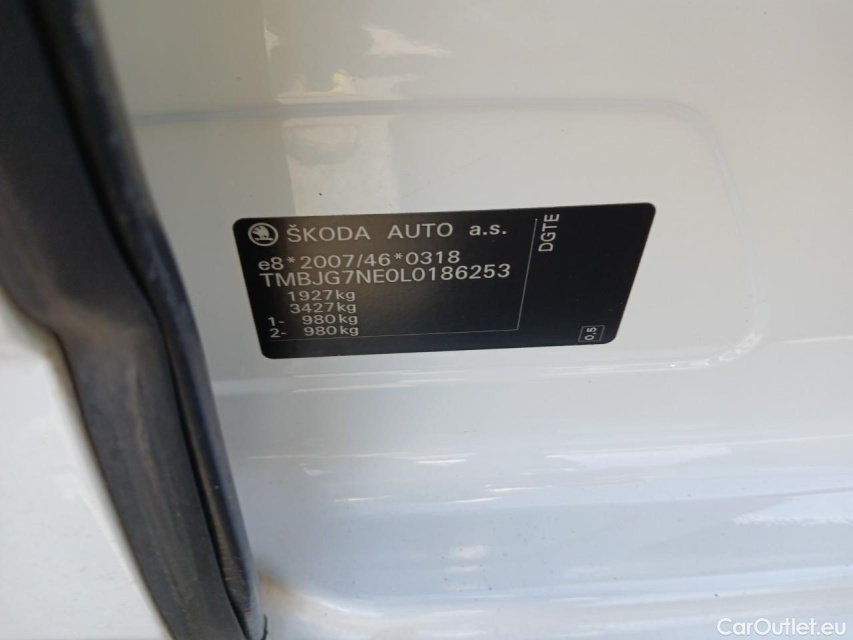 ŠKODA AUTO a.s.
e8*2007/46*0318
TMBJG7NE0L0186253
1927kg
3427kg
1- 980kg
2- 980kg
DGTE
0.5
CarOutlet.eu